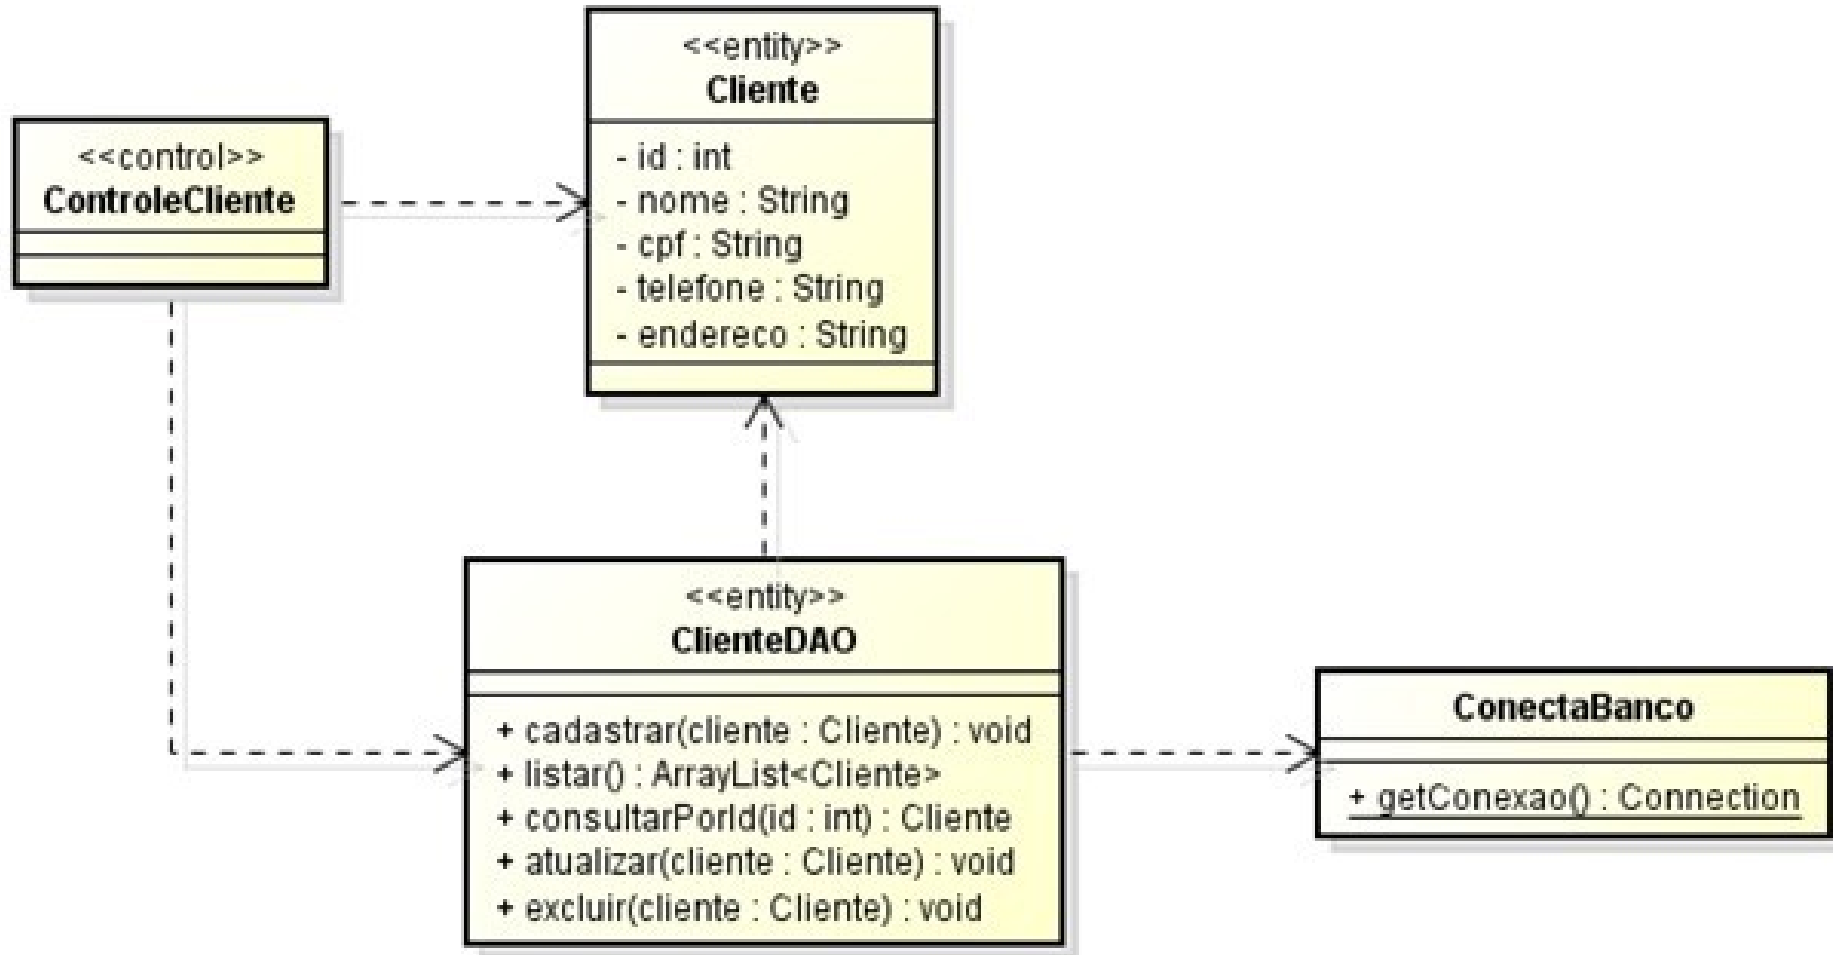 <<entity>>
Cliente
- id : int
- nome : String
- cpf : String
- telefone : String
- endereco : String
<<control>>
ControleCliente
<<entity>>
ClienteDAO
+ cadastrar(cliente : Cliente) : void
+ listar() : ArrayList<Cliente>
+ consultarPorId(id : int) : Cliente
+ atualizar(cliente : Cliente) : void
+ excluir(cliente : Cliente) : void
ConectaBanco
+ getConexao() : Connection